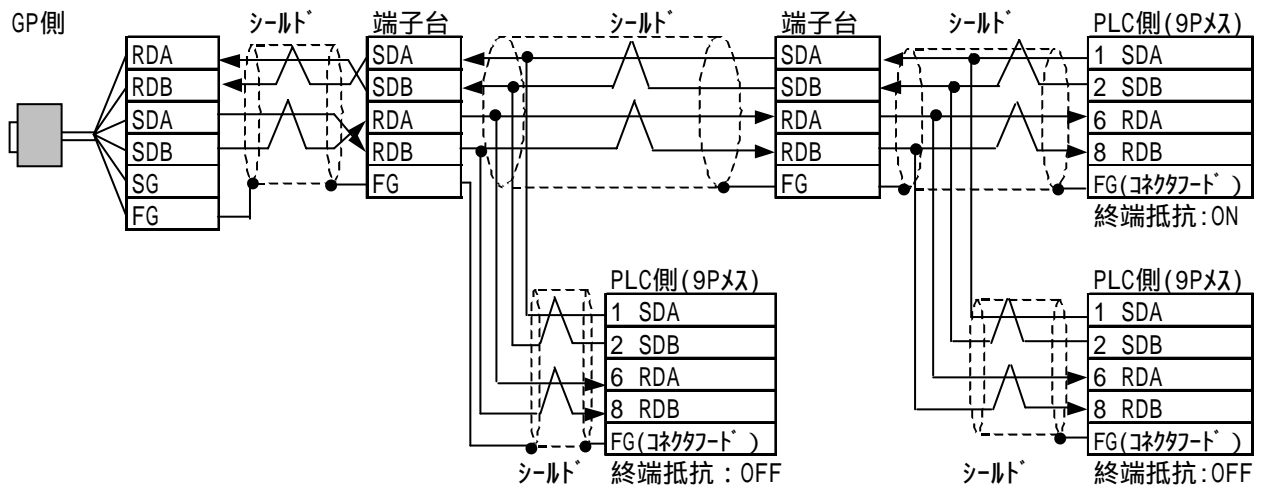 GP側
シールド
端子台
シールド
端子台
PLC側(9Pメス)
RDA
RDB
SDA
SDB
SG
FG
SDA
SDB
RDA
RDB
FG
SDA
SDB
RDA
RDB
FG
1 SDA
2 SDB
6 RDA
8 RDB
FG(コネクタフード)
終端抵抗:ON
PLC側(9Pメス)
1 SDA
2 SDB
6 RDA
8 RDB
FG(コネクタフード)
シールド
終端抵抗:OFF
PLC側(9Pメス)
1 SDA
2 SDB
6 RDA
8 RDB
FG(コネクタフード)
シールド
終端抵抗:OFF